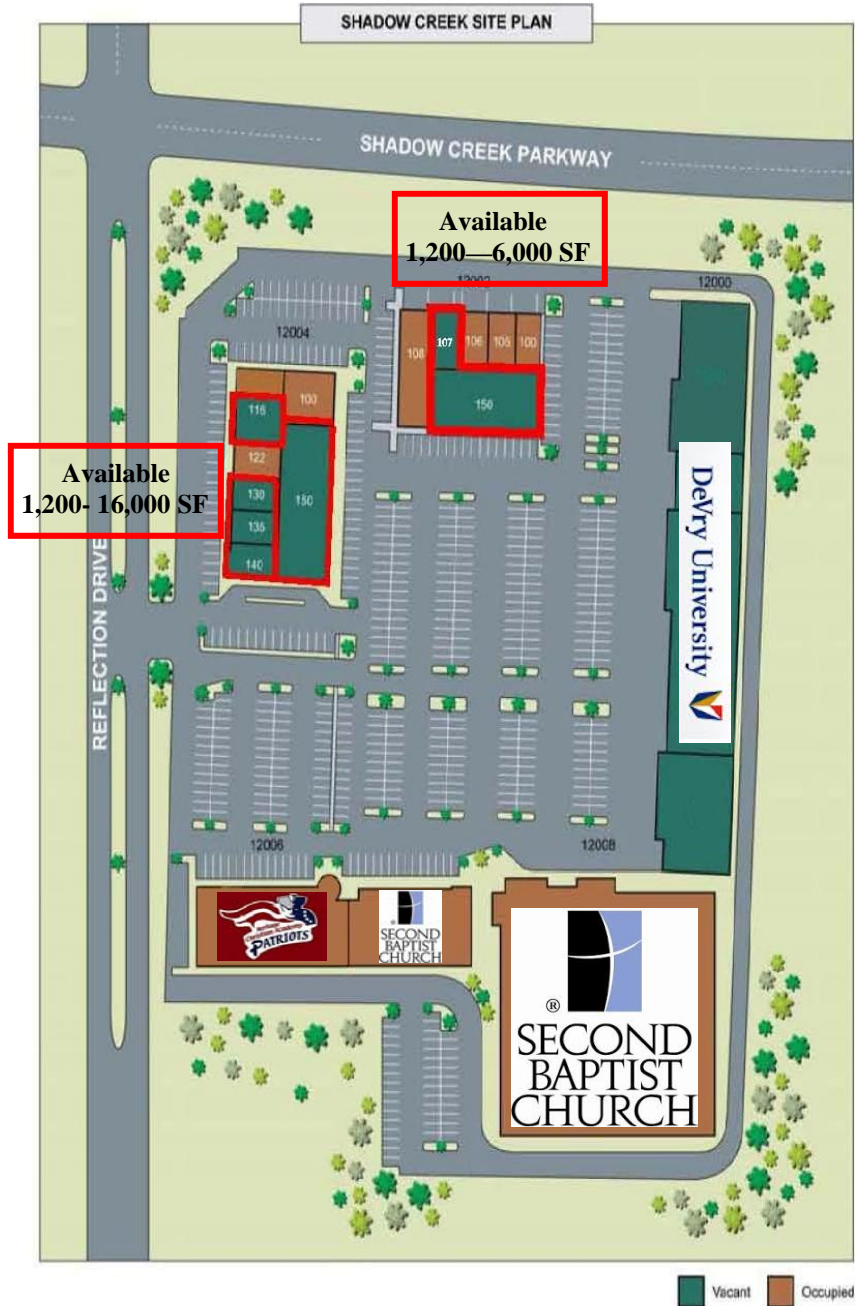 SHADOW CREEK SITE PLAN
SHADOW CREEK PARKWAY
Available
1,200—6,000 SF
12000
12004
108
107
106
105
100
150
100
116
122
130
150
135
140
Available
1,200- 16,000 SF
REFLECTION DRIVE
DeVry University
12006
12008
Christian Academy
PATRIOTS
®
SECOND
BAPTIST
CHURCH
®
SECOND
BAPTIST
CHURCH
Vacant
Occupied